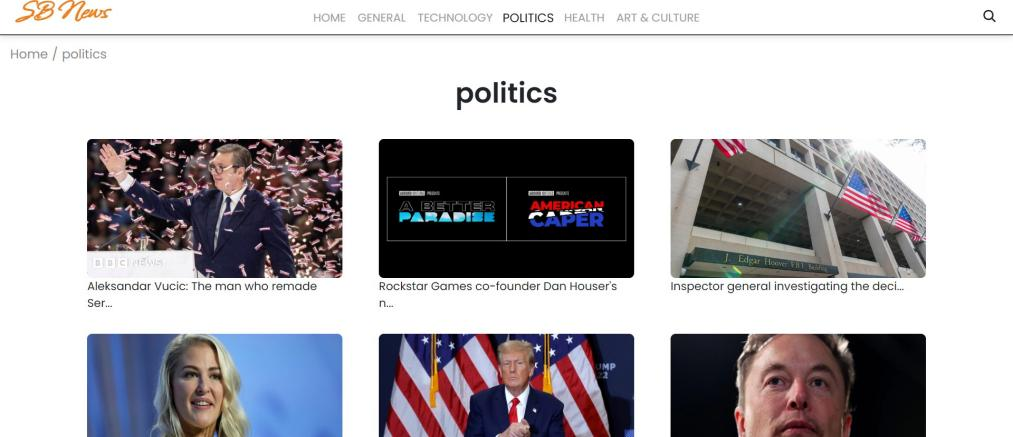 SB News
HOME GENERAL TECHNOLOGY POLITICS HEALTH ART & CULTURE
Home / politics
politics
BBC NEWS
A BETTER
PARADISE
AMERICAN
CAPER
J. Edgar Hoover F.B.I. Building
Aleksandar Vucic: The man who remade
Ser...
Rockstar Games co-founder Dan Houser's
n...
Inspector general investigating the deci...